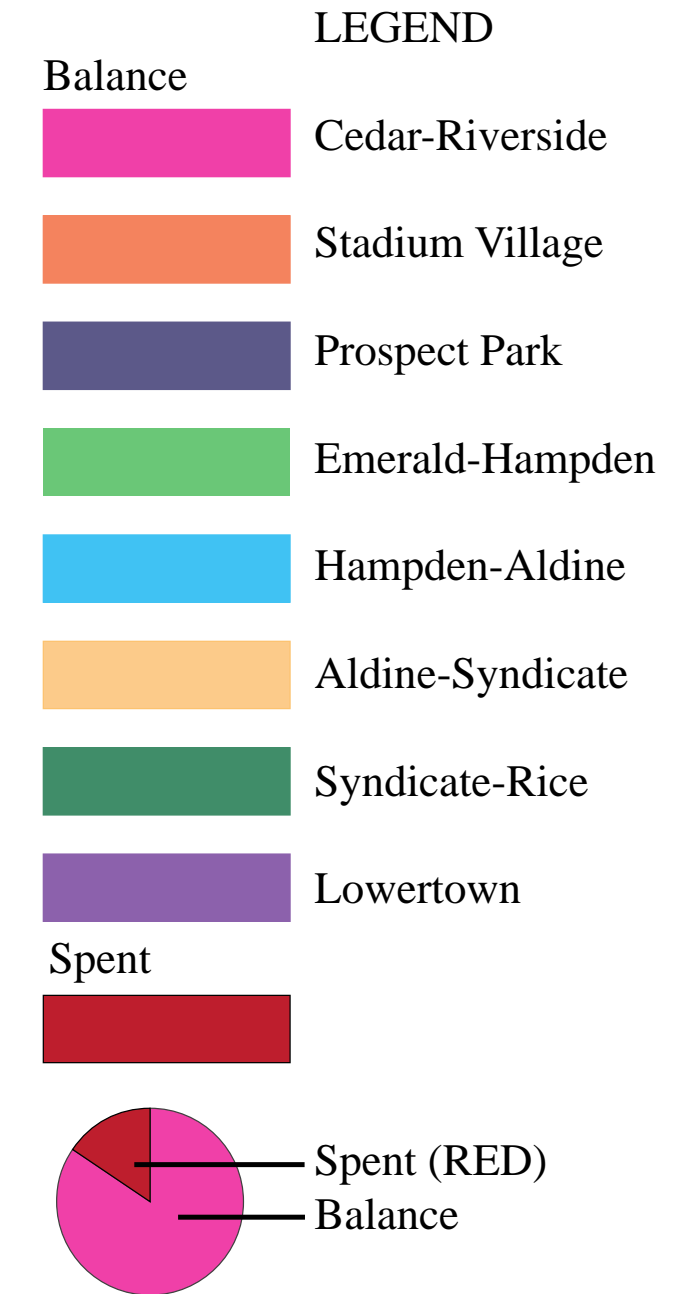 LEGEND
Balance
Cedar-Riverside
Stadium Village
Prospect Park
Emerald-Hampden
Hampden-Aldine
Aldine-Syndicate
Syndicate-Rice
Lowertown
Spent
Spent (RED)
Balance